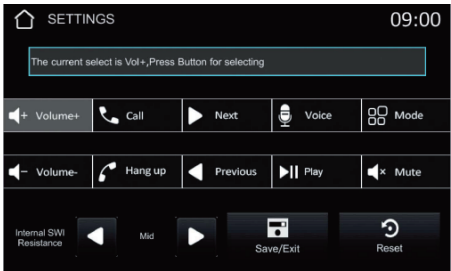 SETTINGS 09:00
The current select is Vol+,Press Button for selecting
+ Volume+ Call Next Voice Mode
- Volume- Hang up Previous Play Mute
Internal SWI
Resistance
Mid
Save/Exit
Reset